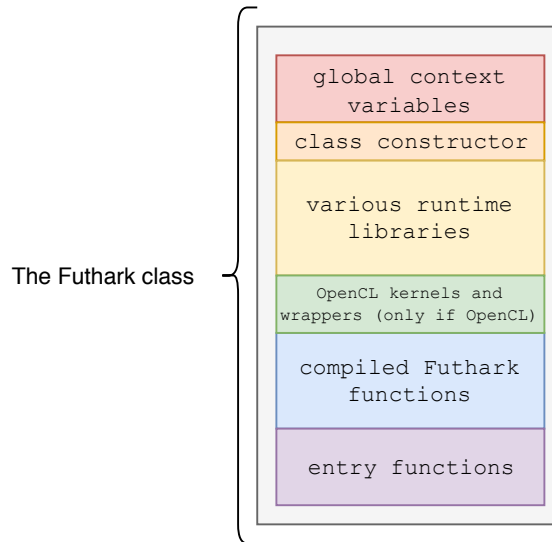 The Futhark class
global context
variables
class constructor
various runtime
libraries
OpenCL kernels and
wrappers (only if OpenCL)
compiled Futhark
functions
entry functions